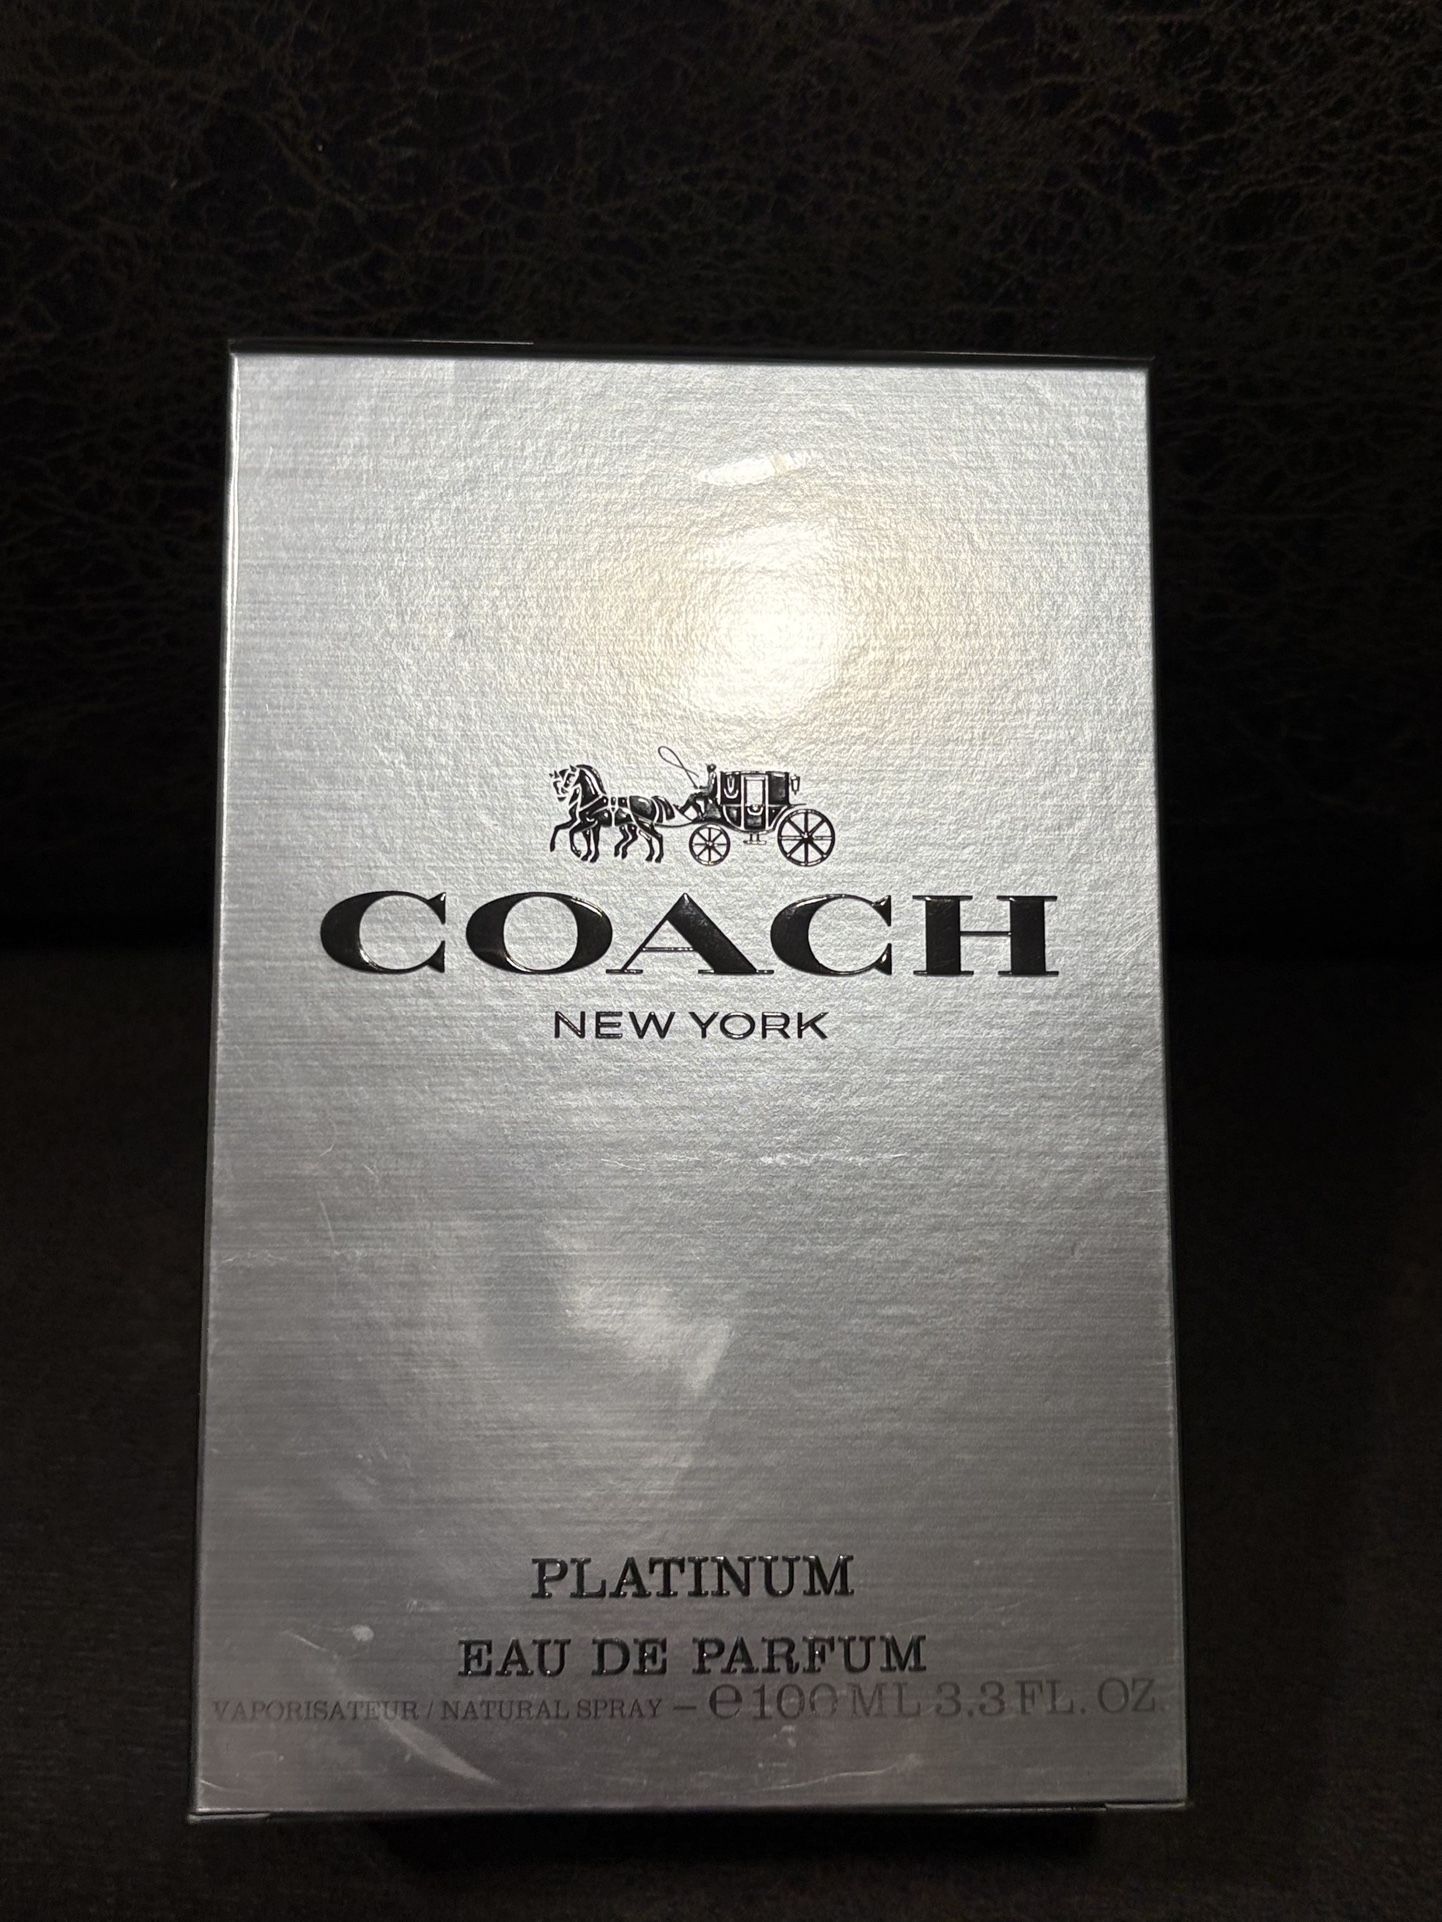 COACH
NEW YORK
PLATINUM
EAU DE PARFUM
VAPORISATEUR / NATURAL SPRAY – ℮ 100 ML 3.3 FL. OZ.